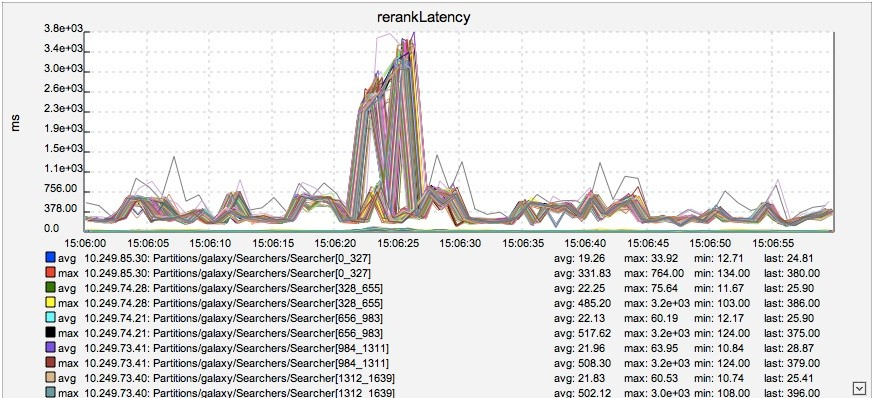 rerankLatency
3.8e+03
3.4e+03
3.0e+03
2.6e+03
2.3e+03
1.9e+03
1.5e+03
1.1e+03
756.00
378.00
0.0
ms
15:06:00 15:06:05 15:06:10 15:06:15 15:06:20 15:06:25 15:06:30 15:06:35 15:06:40 15:06:45 15:06:50 15:06:55
avg 10.249.85.30: Partitions/galaxy/Searchers/Searcher[0_327] avg: 19.26 max: 33.92 min: 12.71 last: 24.81
max 10.249.85.30: Partitions/galaxy/Searchers/Searcher[0_327] avg: 331.83 max: 764.00 min: 134.00 last: 380.00
avg 10.249.74.28: Partitions/galaxy/Searchers/Searcher[328_655] avg: 22.25 max: 75.64 min: 11.67 last: 25.90
max 10.249.74.28: Partitions/galaxy/Searchers/Searcher[328_655] avg: 485.20 max: 3.2e+03 min: 103.00 last: 386.00
avg 10.249.74.21: Partitions/galaxy/Searchers/Searcher[656_983] avg: 22.13 max: 60.19 min: 12.17 last: 25.90
max 10.249.74.21: Partitions/galaxy/Searchers/Searcher[656_983] avg: 517.62 max: 3.2e+03 min: 124.00 last: 375.00
avg 10.249.73.41: Partitions/galaxy/Searchers/Searcher[984_1311] avg: 21.96 max: 63.95 min: 10.84 last: 28.87
max 10.249.73.41: Partitions/galaxy/Searchers/Searcher[984_1311] avg: 508.30 max: 3.2e+03 min: 124.00 last: 379.00
avg 10.249.73.40: Partitions/galaxy/Searchers/Searcher[1312_1639] avg: 21.83 max: 60.53 min: 10.74 last: 25.41
max 10.249.73.40: Partitions/galaxy/Searchers/Searcher[1312_1639] avg: 502.12 max: 3.0e+03 min: 108.00 last: 396.00